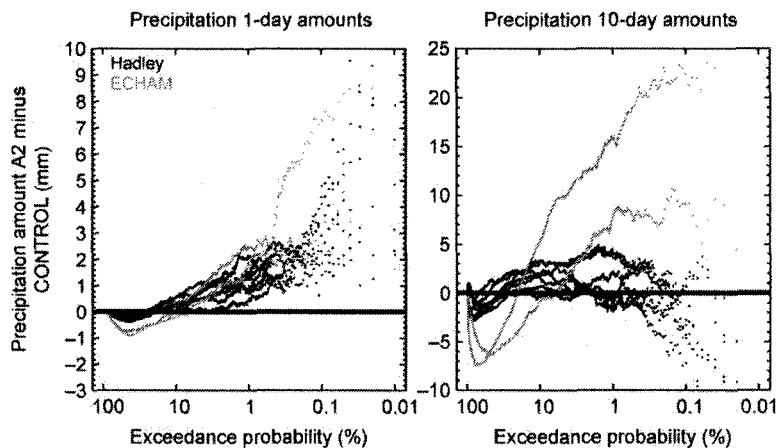 Precipitation 1-day amounts
Precipitation 10-day amounts
Precipitation amount A2 minus
CONTROL (mm)
Hadley
ECHAM
10
9
8
7
6
5
4
3
2
1
0
–1
–2
–3
100 10 1 0.1 0.01
Exceedance probability (%)
25
20
15
10
5
0
–5
–10
100 10 1 0.1 0.01
Exceedance probability (%)